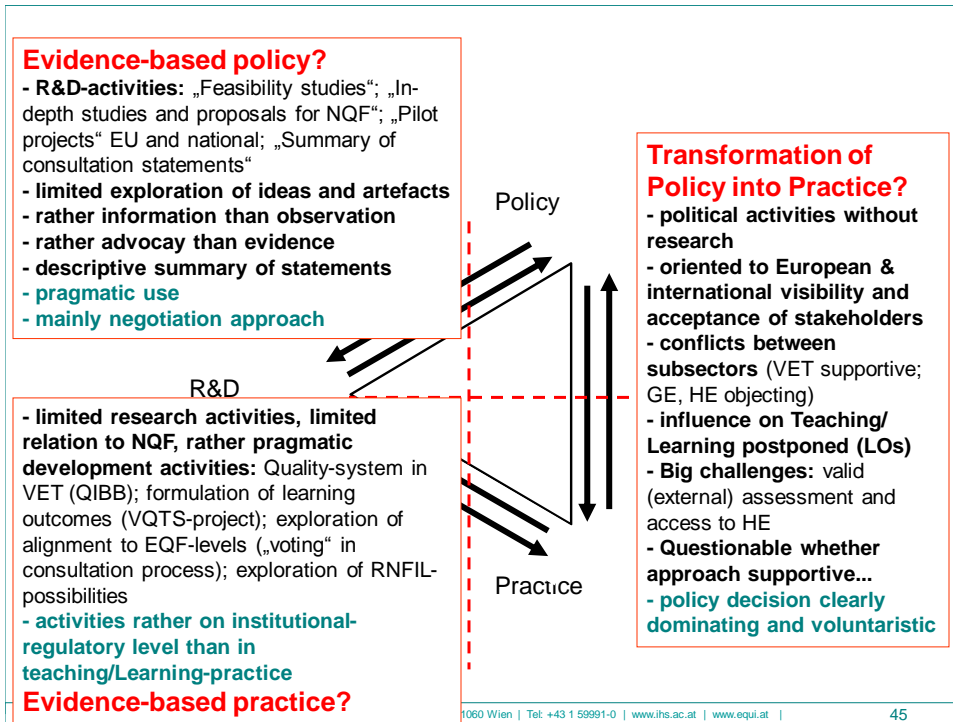 Evidence-based policy?
- R&D-activities: „Feasibility studies“; „In-
depth studies and proposals for NQF“; „Pilot
projects“ EU and national; „Summary of
consultation statements“
- limited exploration of ideas and artefacts
- rather information than observation
- rather advocay than evidence
- descriptive summary of statements
- pragmatic use
- mainly negotiation approach
Policy
Transformation of
Policy into Practice?
- political activities without
research
- oriented to European &
international visibility and
acceptance of stakeholders
- conflicts between
subsectors (VET supportive;
GE, HE objecting)
- influence on Teaching/
Learning postponed (LOs)
- Big challenges: valid
(external) assessment and
access to HE
- Questionable whether
approach supportive...
- policy decision clearly
dominating and voluntaristic
R&D
- limited research activities, limited
relation to NQF, rather pragmatic
development activities: Quality-system in
VET (QIBB); formulation of learning
outcomes (VQTS-project); exploration of
alignment to EQF-levels („voting“ in
consultation process); exploration of RNFIL-
possibilities
- activities rather on institutional-
regulatory level than in
teaching/Learning-practice
Evidence-based practice?
Practice
1060 Wien | Tel: +43 1 59991-0 | www.ihs.ac.at | www.equi.at |
45